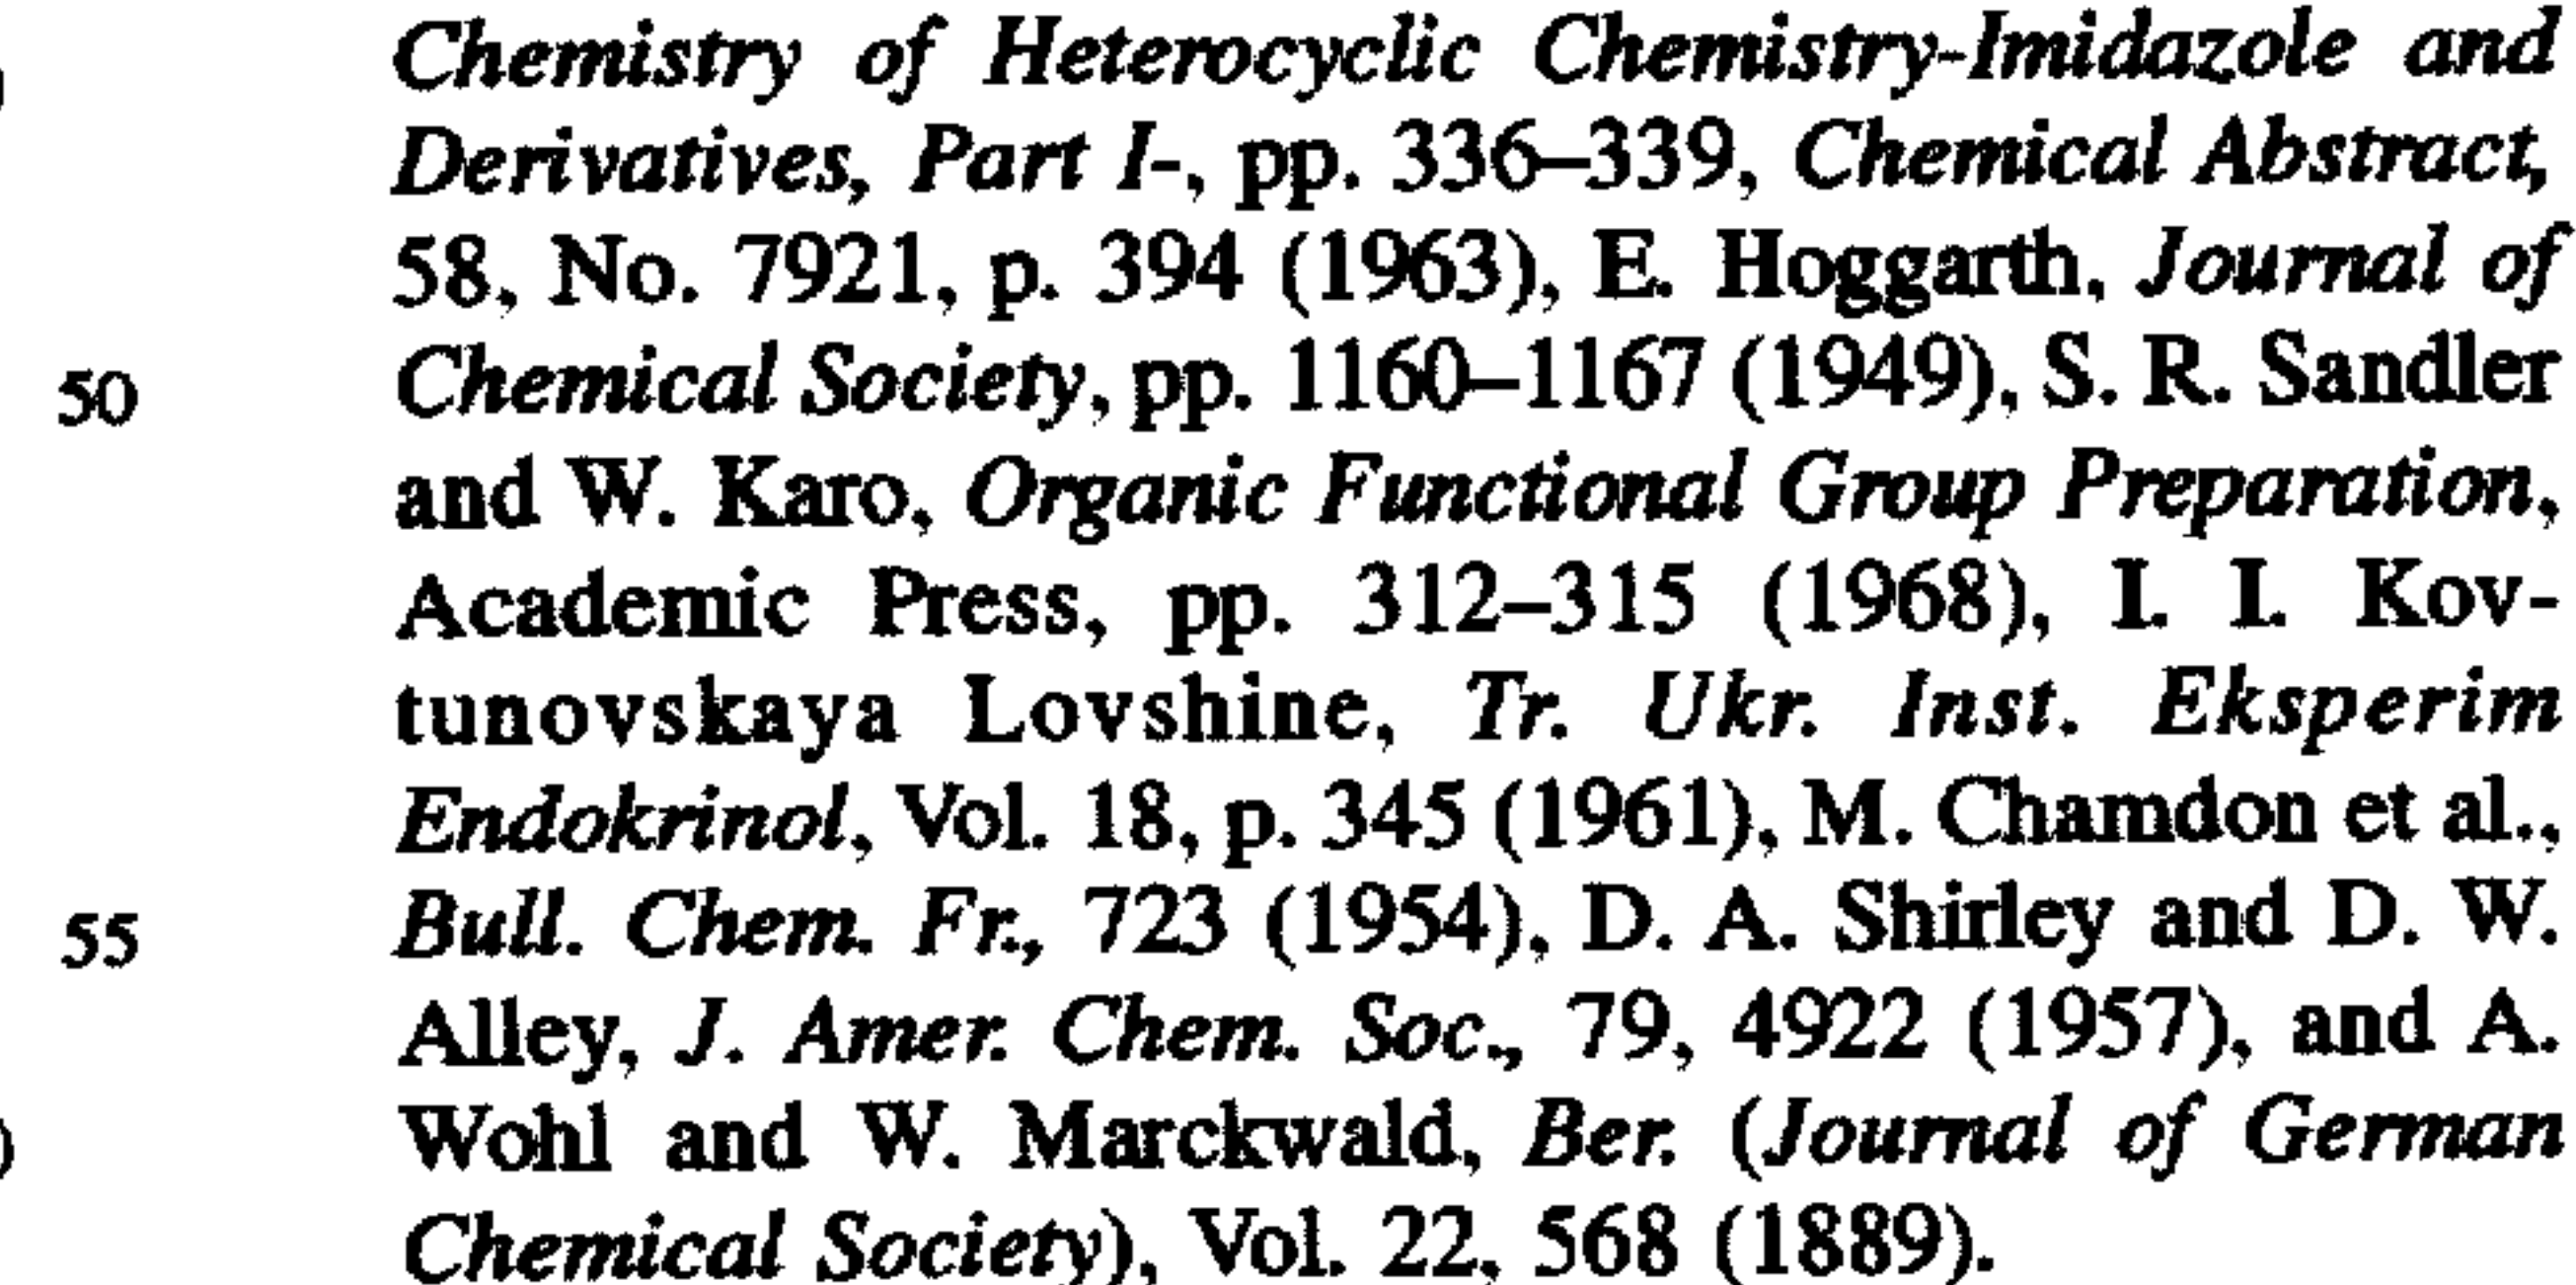 Chemistry of Heterocyclic Chemistry-Imidazole and
Derivatives, Part I-, pp. 336–339, Chemical Abstract,
58, No. 7921, p. 394 (1963), E. Hoggarth, Journal of
50 Chemical Society, pp. 1160–1167 (1949), S. R. Sandler
and W. Karo, Organic Functional Group Preparation,
Academic Press, pp. 312–315 (1968), I. I. Kov-
tunovskaya Lovshine, Tr. Ukr. Inst. Eksperim
Endokrinol, Vol. 18, p. 345 (1961), M. Chamdon et al.,
55 Bull. Chem. Fr., 723 (1954), D. A. Shirley and D. W.
Alley, J. Amer. Chem. Soc., 79, 4922 (1957), and A.
Wohl and W. Marckwald, Ber. (Journal of German
Chemical Society), Vol. 22, 568 (1889).